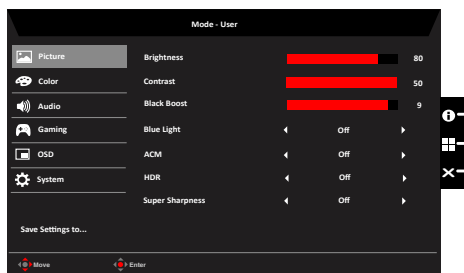 Mode - User
Picture
Brightness 80
Color
Contrast 50
Audio
Black Boost 9
Gaming
Blue Light Off
OSD
ACM Off
System
HDR Off
Super Sharpness Off
Save Settings to...
Move Enter